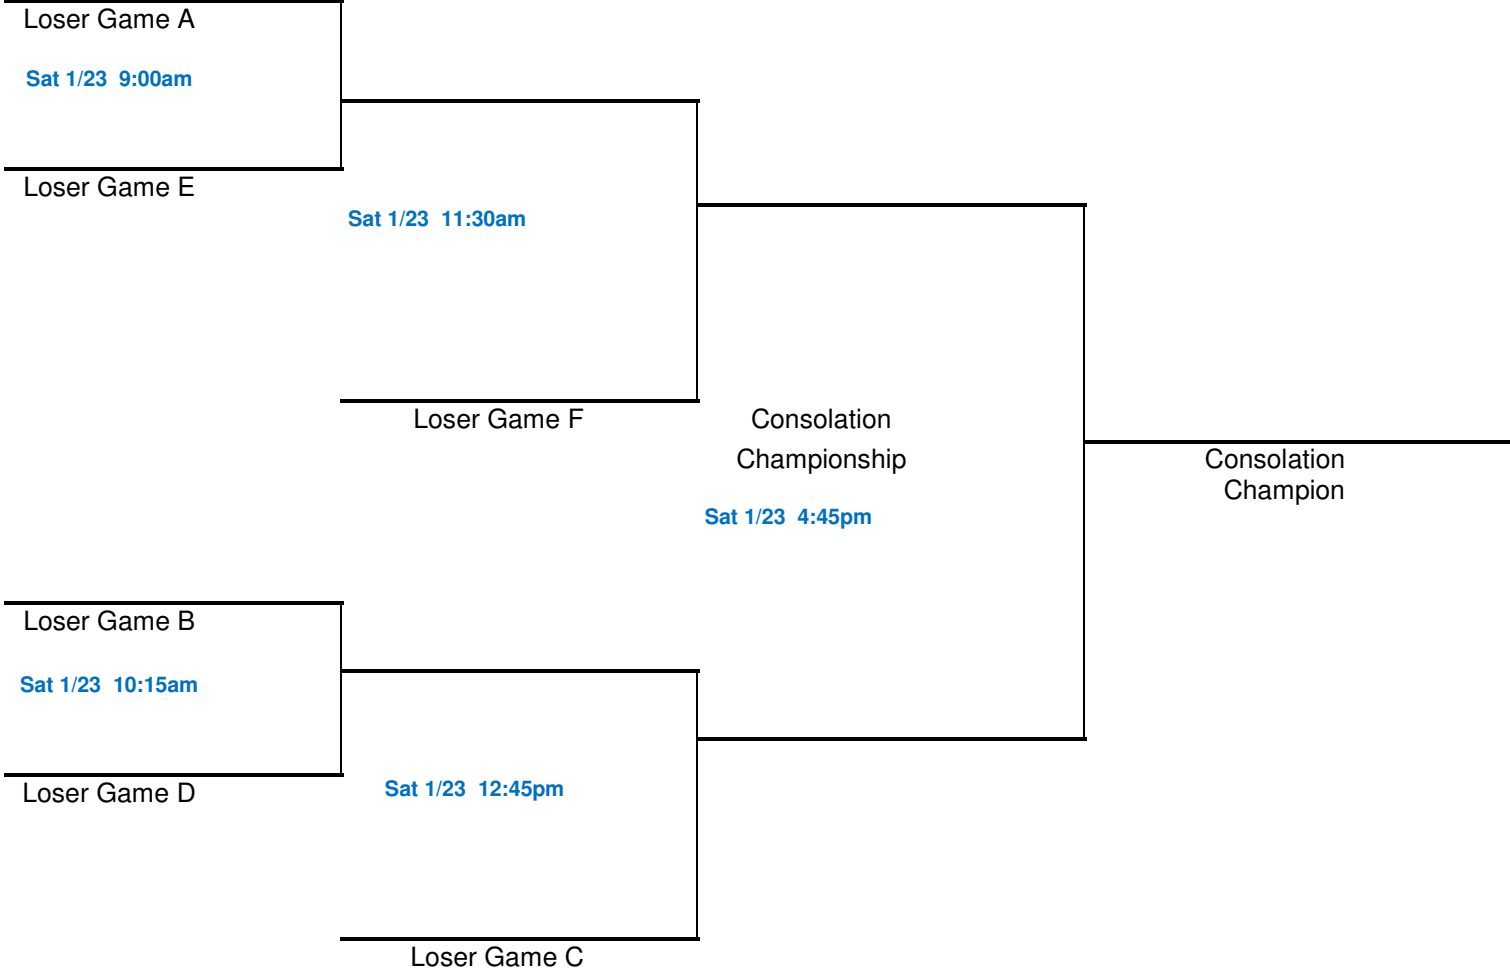 Loser Game A
Sat 1/23  9:00am
Loser Game E
Sat 1/23  11:30am
Loser Game F
Consolation
Championship
Sat 1/23  4:45pm
Consolation
Champion
Loser Game B
Sat 1/23  10:15am
Loser Game D
Sat 1/23  12:45pm
Loser Game C